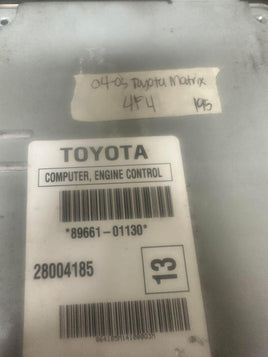 04-05 Toyota Matrix
4F4 195
TOYOTA
COMPUTER, ENGINE CONTROL
*89661-01130*
28004185
13